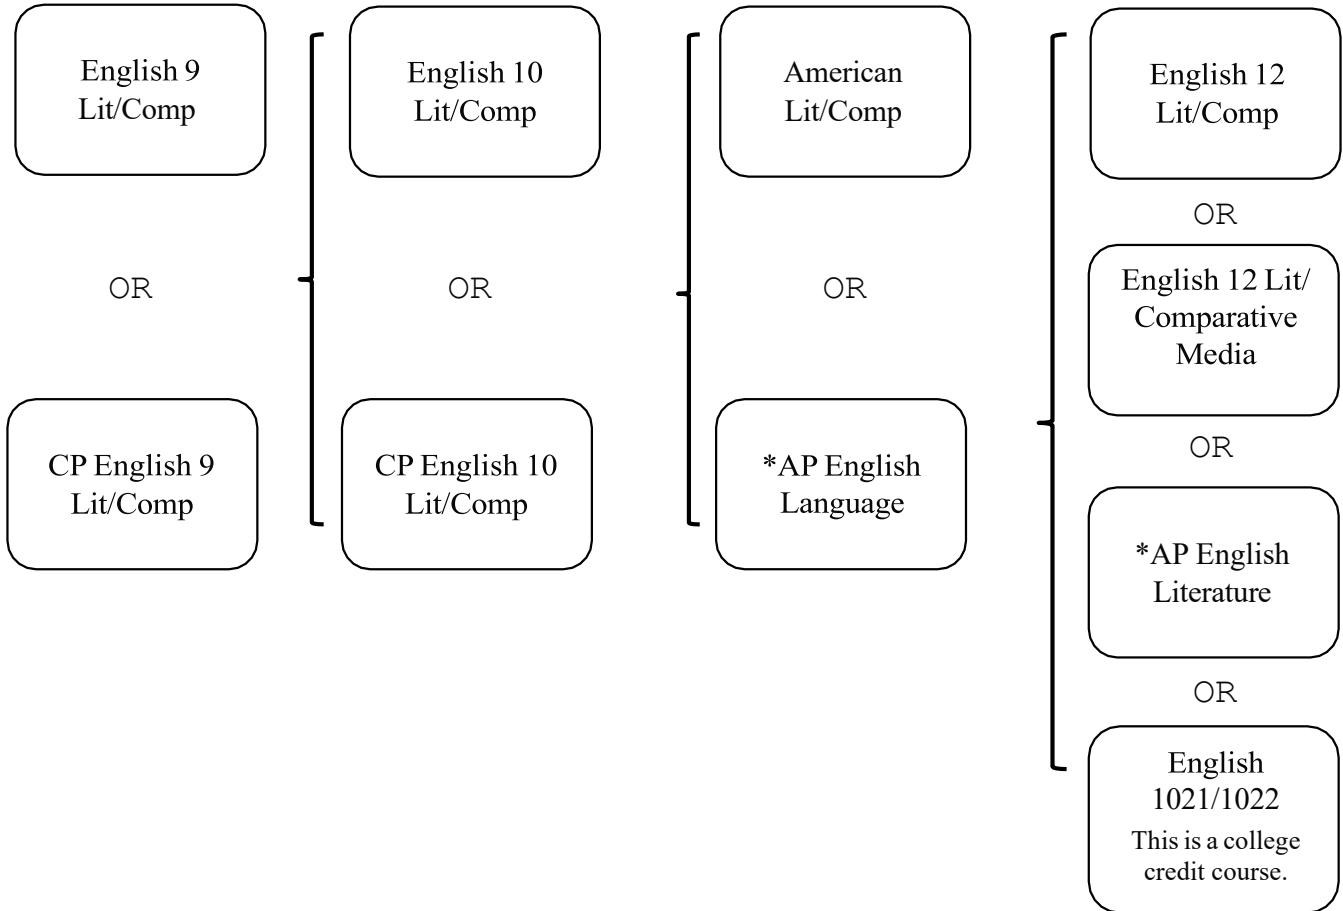 English 9
Lit/Comp
OR
CP English 9
Lit/Comp
English 10
Lit/Comp
OR
CP English 10
Lit/Comp
American
Lit/Comp
OR
*AP English
Language
English 12
Lit/Comp
OR
English 12 Lit/
Comparative
Media
OR
*AP English
Literature
OR
English
1021/1022
This is a college
credit course.